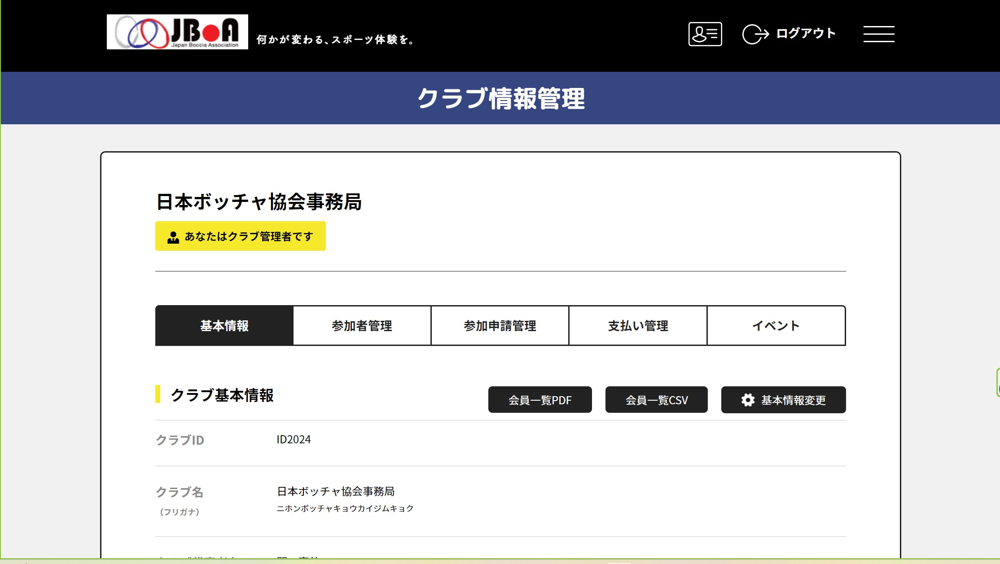 JBoA
Japan Boccia Association
何かが変わる、スポーツ体験を。
ログアウト
クラブ情報管理
日本ボッチャ協会事務局
あなたはクラブ管理者です
基本情報
参加者管理
参加申請管理
支払い管理
イベント
クラブ基本情報
会員一覧PDF
会員一覧CSV
基本情報変更
クラブID
ID2024
クラブ名
（フリガナ）
日本ボッチャ協会事務局
ニホンボッチャキョウカイジムキョク